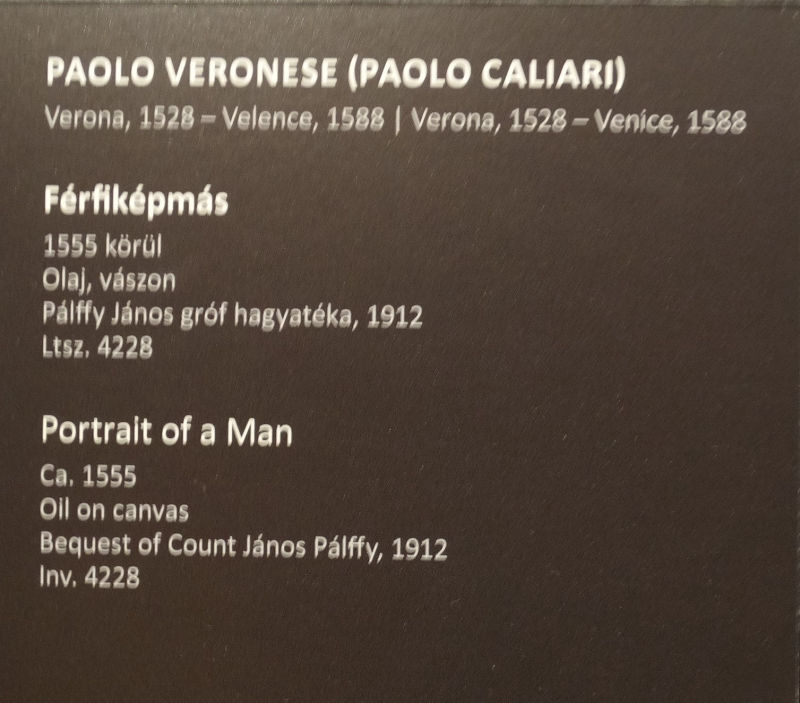 PAOLO VERONESE (PAOLO CALIARI)
Verona, 1528 – Velence, 1588 | Verona, 1528 – Venice, 1588
Férfiképmás
1555 körül
Olaj, vászon
Pálffy János gróf hagyatéka, 1912
Ltsz. 4228
Portrait of a Man
Ca. 1555
Oil on canvas
Bequest of Count János Pálffy, 1912
Inv. 4228